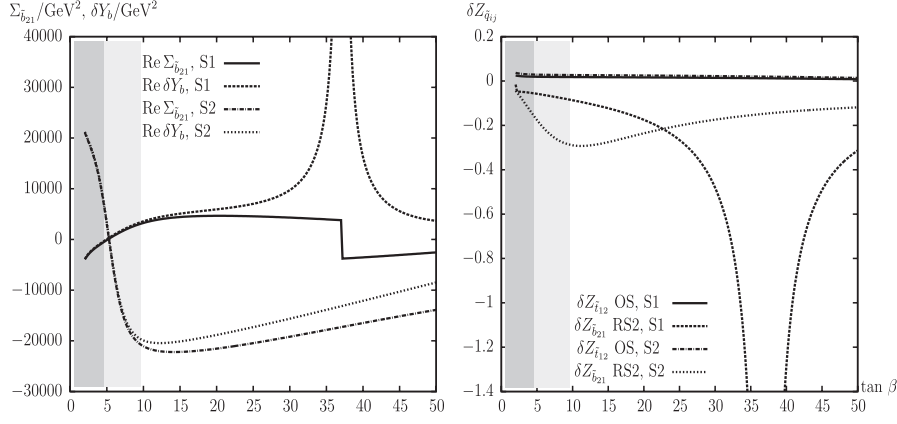 Σ_{b̃₂₁}/GeV², δY_b/GeV²
40000
30000
20000
10000
0
−10000
−20000
−30000
Re Σ_{b̃₂₁}, S1
Re δY_b, S1
Re Σ_{b̃₂₁}, S2
Re δY_b, S2
0 5 10 15 20 25 30 35 40 45 50
δZ_{q̃_{ij}}
0.2
0
−0.2
−0.4
−0.6
−0.8
−1
−1.2
−1.4
δZ_{t̃₁₂} OS, S1
δZ_{b̃₂₁} RS2, S1
δZ_{t̃₁₂} OS, S2
δZ_{b̃₂₁} RS2, S2
tan β
0 5 10 15 20 25 30 35 40 45 50